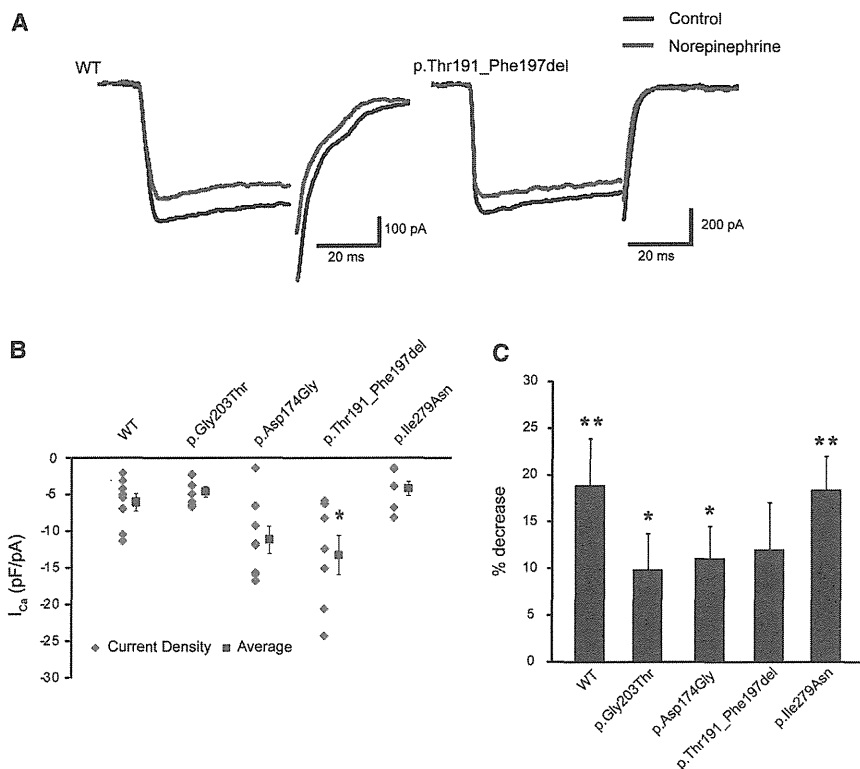 A
Control
Norepinephrine
WT
p.Thr191_Phe197del
100 pA
20 ms
200 pA
20 ms
B
WT
p.Gly203Thr
p.Asp174Gly
p.Thr191_Phe197del
p.Ile279Asn
0
-5
-10
-15
-20
-25
-30
I Ca (pF/pA)
*
Current Density
Average
C
30
25
20
15
10
5
0
% decrease
**
*
*
**
WT
p.Gly203Thr
p.Asp174Gly
p.Thr191_Phe197del
p.Ile279Asn